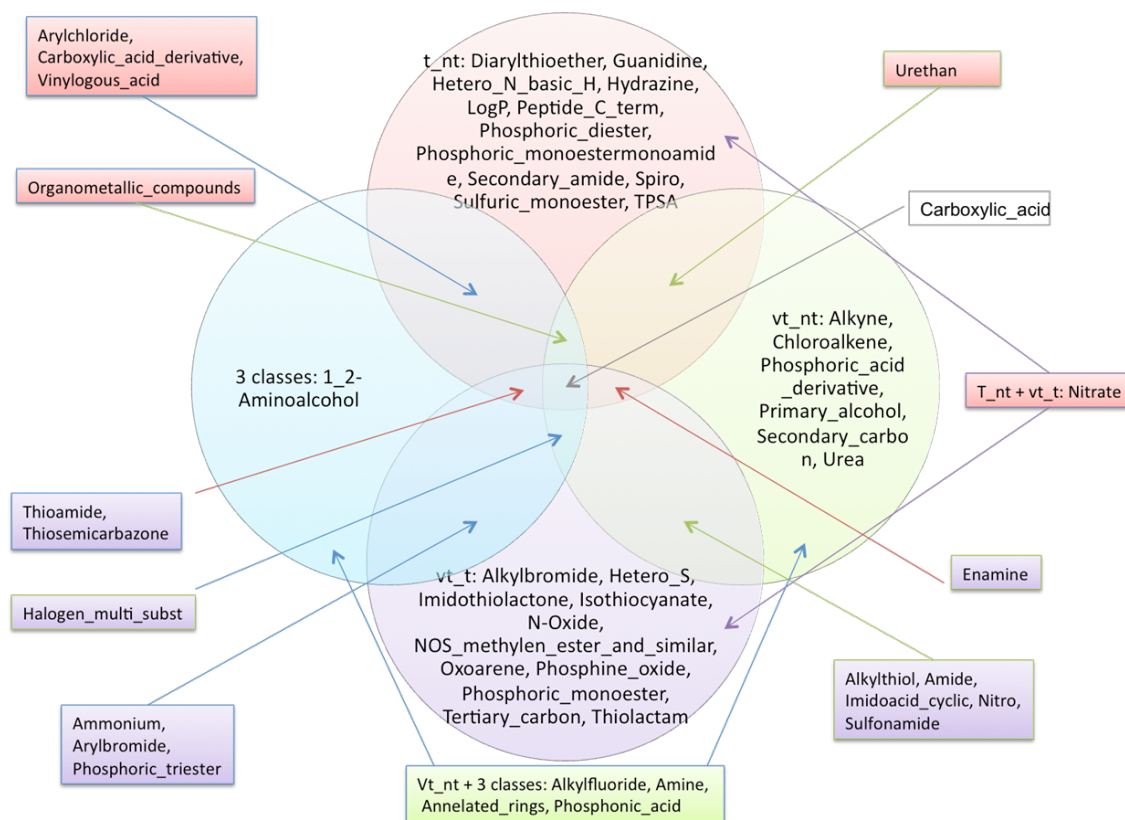 Arylchloride,
Carboxylic_acid_derivative,
Vinylogous_acid
t_nt: Diarylthioether, Guanidine,
Hetero_N_basic_H, Hydrazine,
LogP, Peptide_C_term,
Phosphoric_diester,
Phosphoric_monoestermonoamid
e, Secondary_amide, Spiro,
Sulfuric_monoester, TPSA
Urethan
Organometallic_compounds
Carboxylic_acid
3 classes: 1_2-
Aminoalcohol
vt_nt: Alkyne,
Chloroalkene,
Phosphoric_acid
_derivative,
Primary_alcohol,
Secondary_carbo
n, Urea
T_nt + vt_t: Nitrate
Thioamide,
Thiosemicarbazone
Enamine
Halogen_multi_subst
vt_t: Alkylbromide, Hetero_S,
Imidothiolactone, Isothiocyanate,
N-Oxide,
NOS_methylen_ester_and_similar,
Oxoarene, Phosphine_oxide,
Phosphoric_monoester,
Tertiary_carbon, Thiolactam
Alkylthiol, Amide,
Imidoacid_cyclic, Nitro,
Sulfonamide
Ammonium,
Arylbromide,
Phosphoric_triester
Vt_nt + 3 classes: Alkylfluoride, Amine,
Annelated_rings, Phosphonic_acid